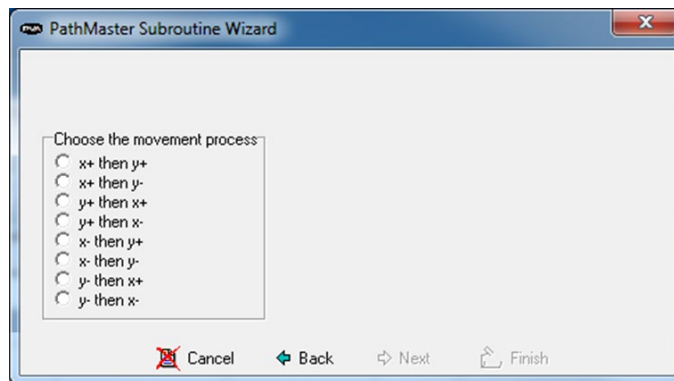 PVA PathMaster Subroutine Wizard
Choose the movement process
x+ then y+
x+ then y-
y+ then x+
y+ then x-
x- then y+
x- then y-
y- then x+
y- then x-
Cancel Back Next Finish